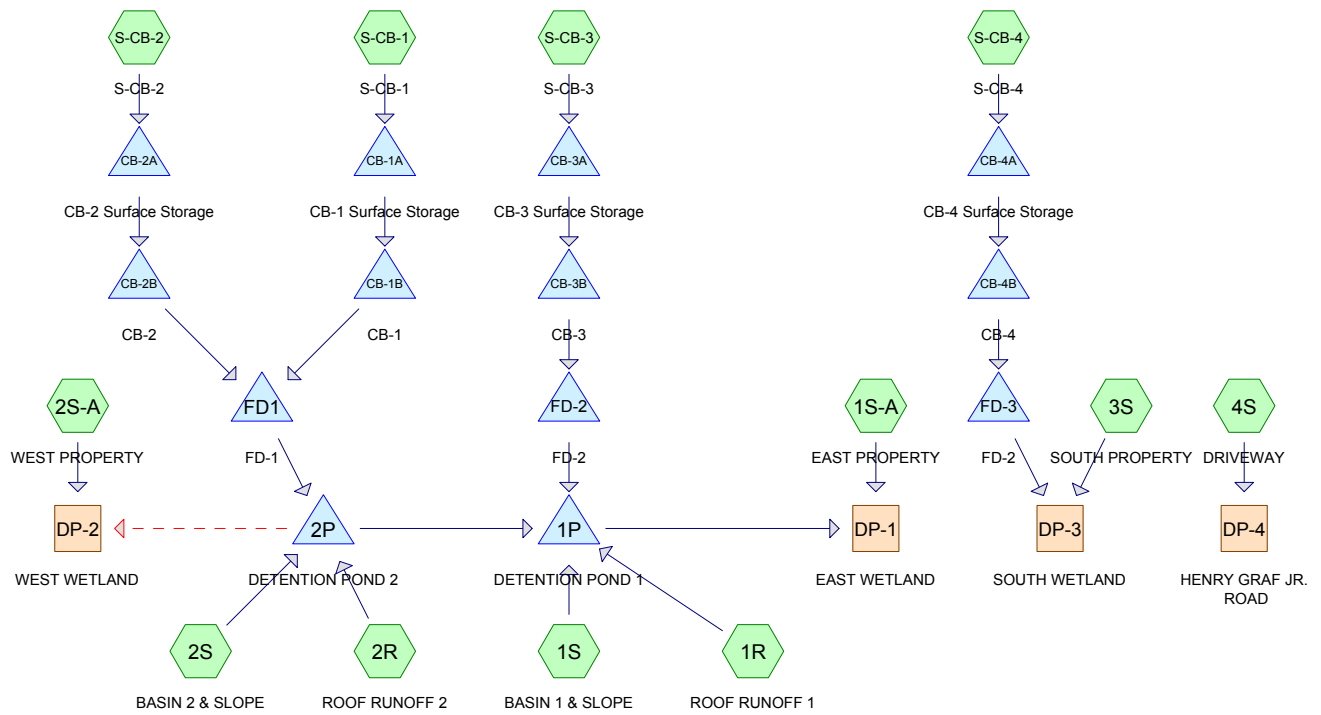 S-CB-2
S-CB-1
S-CB-3
S-CB-4
S-CB-2
S-CB-1
S-CB-3
S-CB-4
CB-2A
CB-1A
CB-3A
CB-4A
CB-2 Surface Storage
CB-1 Surface Storage
CB-3 Surface Storage
CB-4 Surface Storage
CB-2B
CB-1B
CB-3B
CB-4B
CB-2
CB-1
CB-3
CB-4
2S-A
FD1
FD-2
1S-A
FD-3
3S
4S
WEST PROPERTY
FD-1
FD-2
EAST PROPERTY
FD-2
SOUTH PROPERTY
DRIVEWAY
DP-2
2P
1P
DP-1
DP-3
DP-4
WEST WETLAND
DETENTION POND 2
DETENTION POND 1
EAST WETLAND
SOUTH WETLAND
HENRY GRAF JR.
ROAD
2S
2R
1S
1R
BASIN 2 & SLOPE
ROOF RUNOFF 2
BASIN 1 & SLOPE
ROOF RUNOFF 1